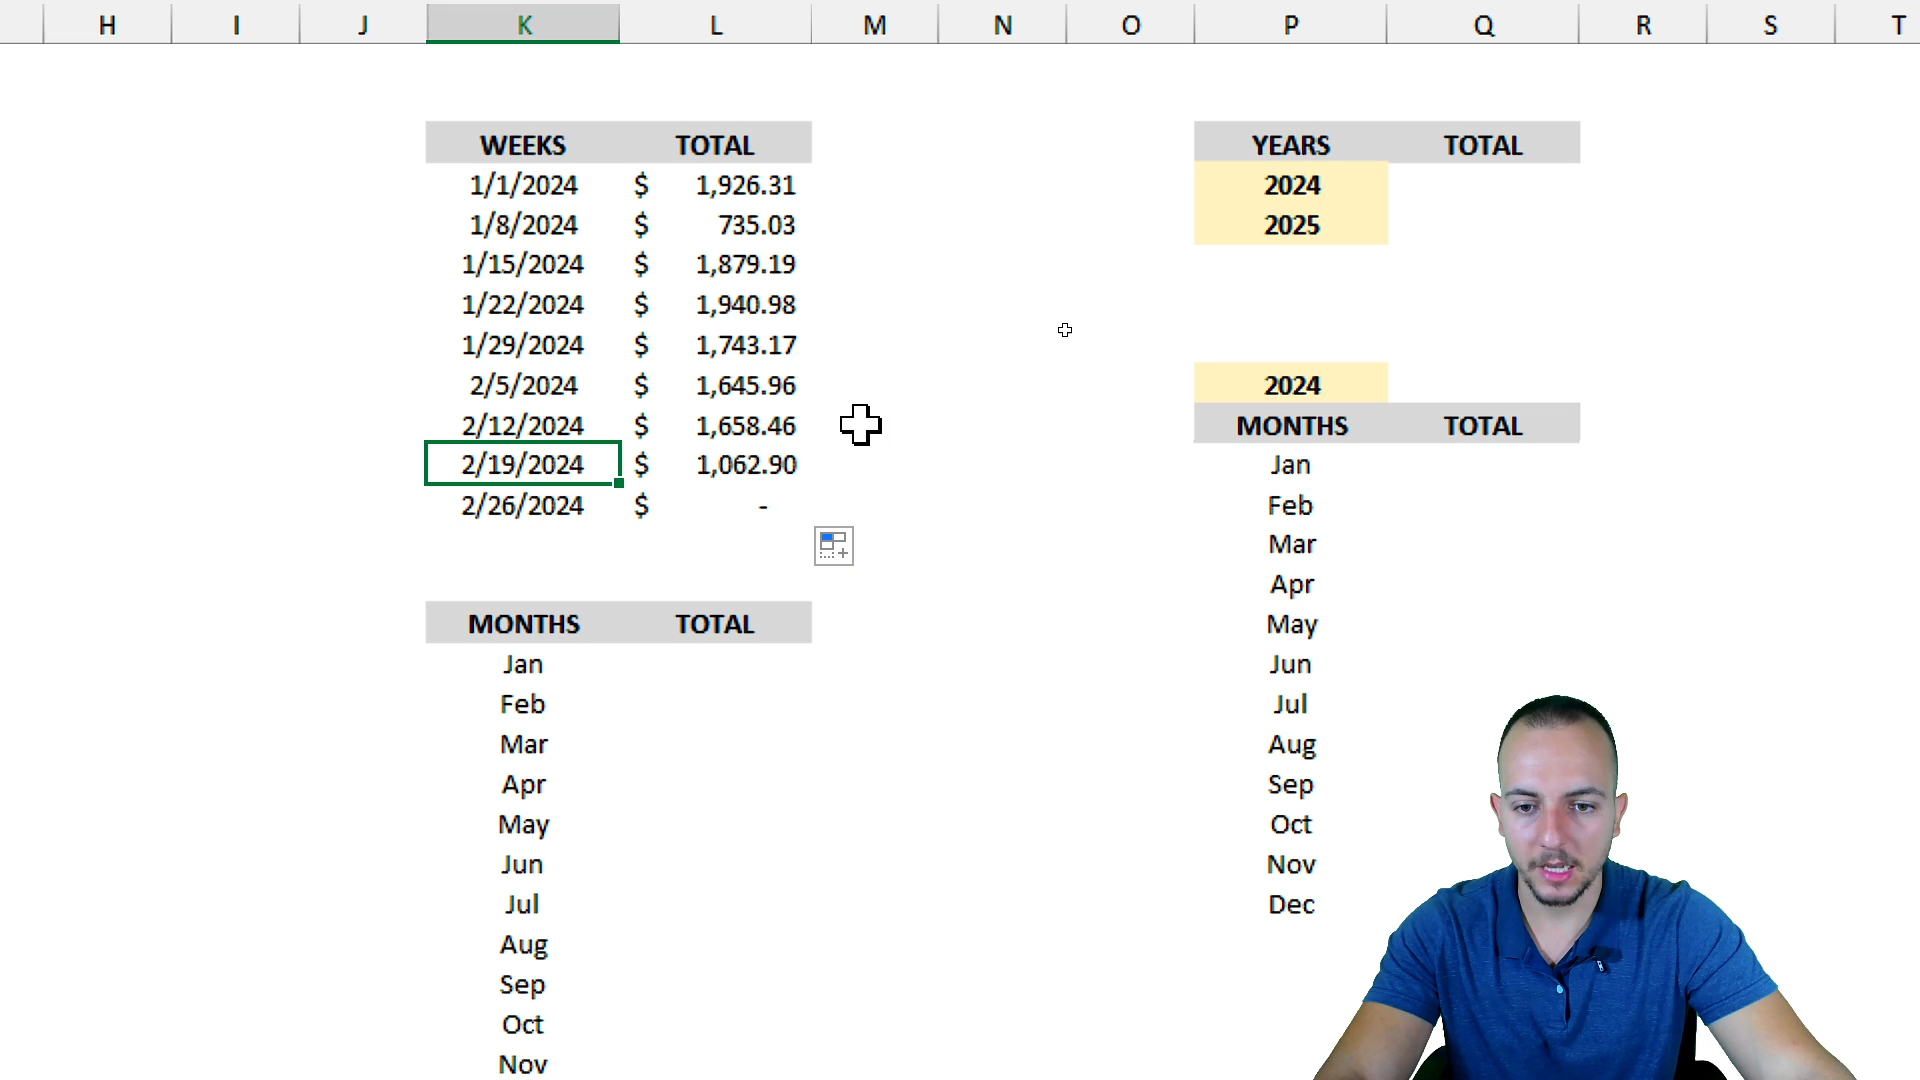 H I J K L M N O P Q R S T
WEEKS TOTAL
1/1/2024 $ 1,926.31
1/8/2024 $ 735.03
1/15/2024 $ 1,879.19
1/22/2024 $ 1,940.98
1/29/2024 $ 1,743.17
2/5/2024 $ 1,645.96
2/12/2024 $ 1,658.46
2/19/2024 $ 1,062.90
2/26/2024 $ -
MONTHS TOTAL
Jan
Feb
Mar
Apr
May
Jun
Jul
Aug
Sep
Oct
Nov
YEARS TOTAL
2024
2025
2024
MONTHS TOTAL
Jan
Feb
Mar
Apr
May
Jun
Jul
Aug
Sep
Oct
Nov
Dec